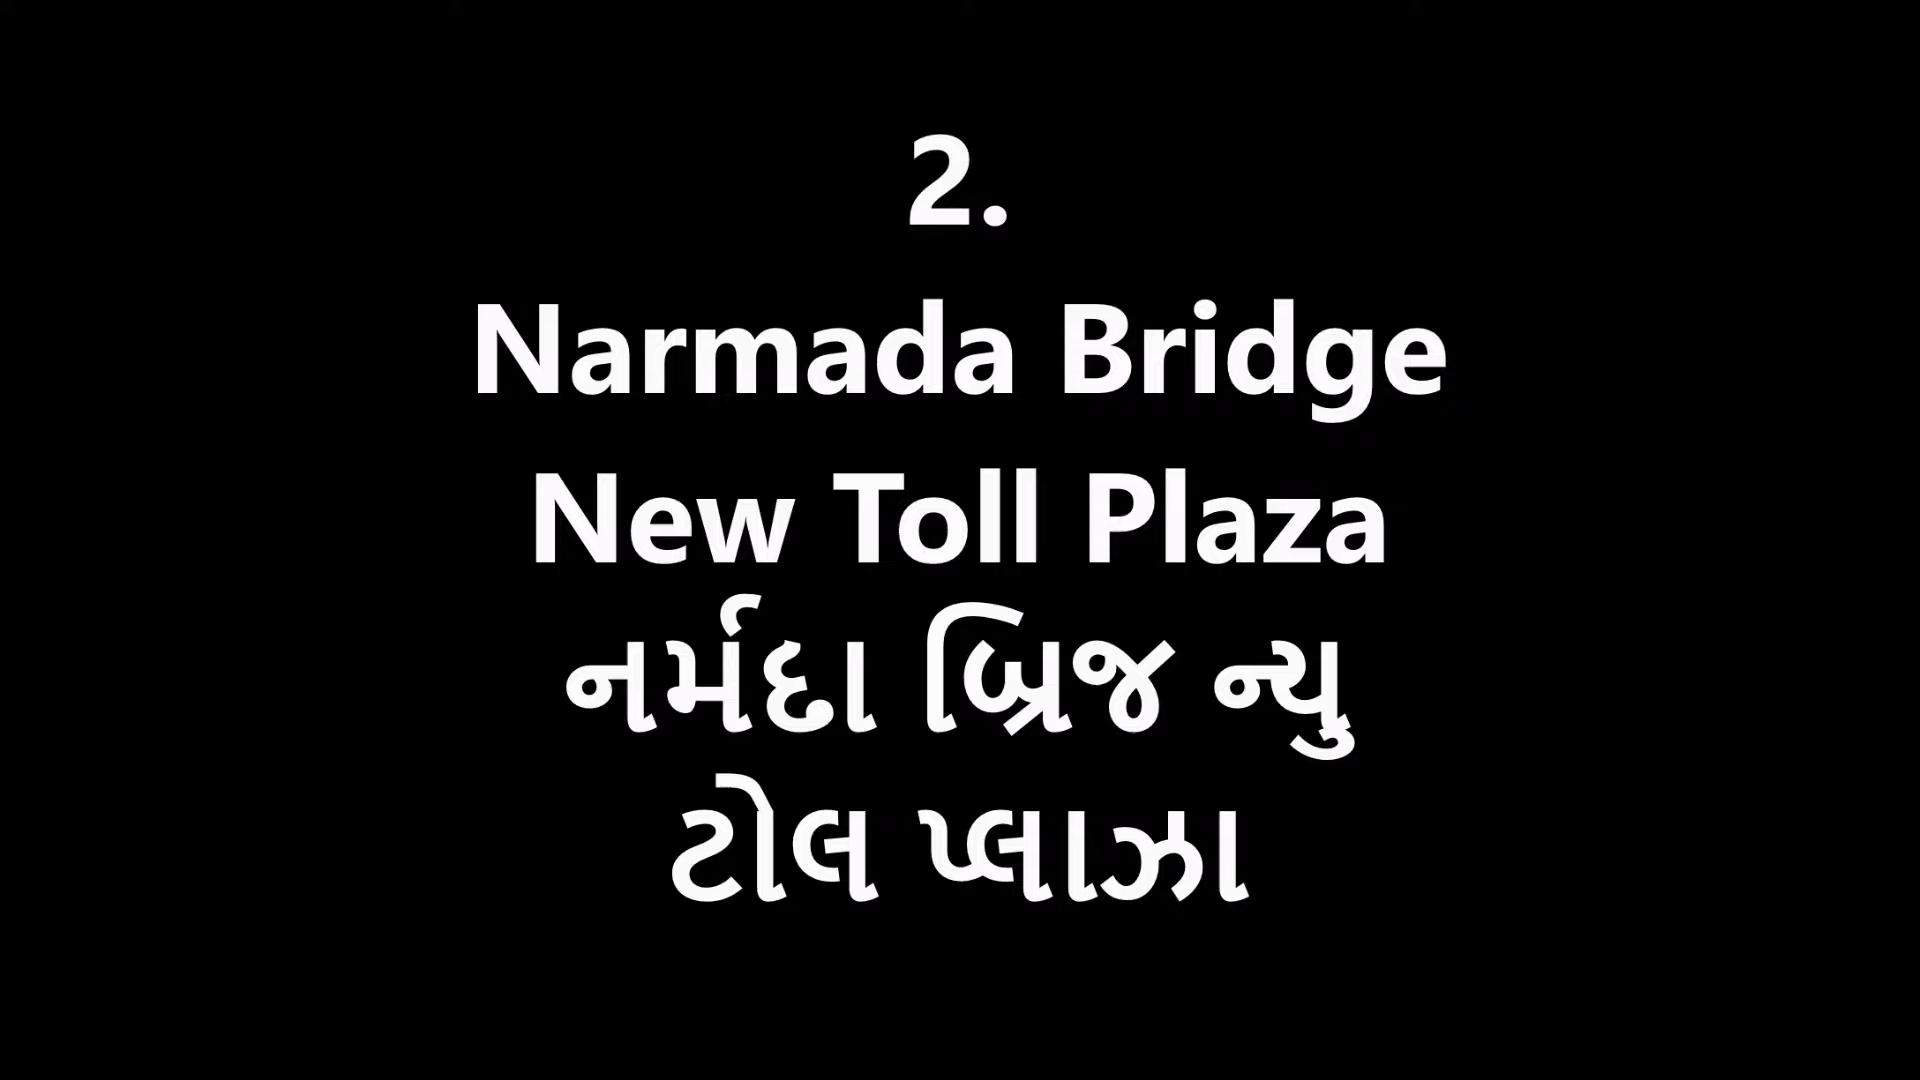 2.
Narmada Bridge
New Toll Plaza
નર્મદા બ્રિજ ન્યુ
ટોલ પ્લાઝા